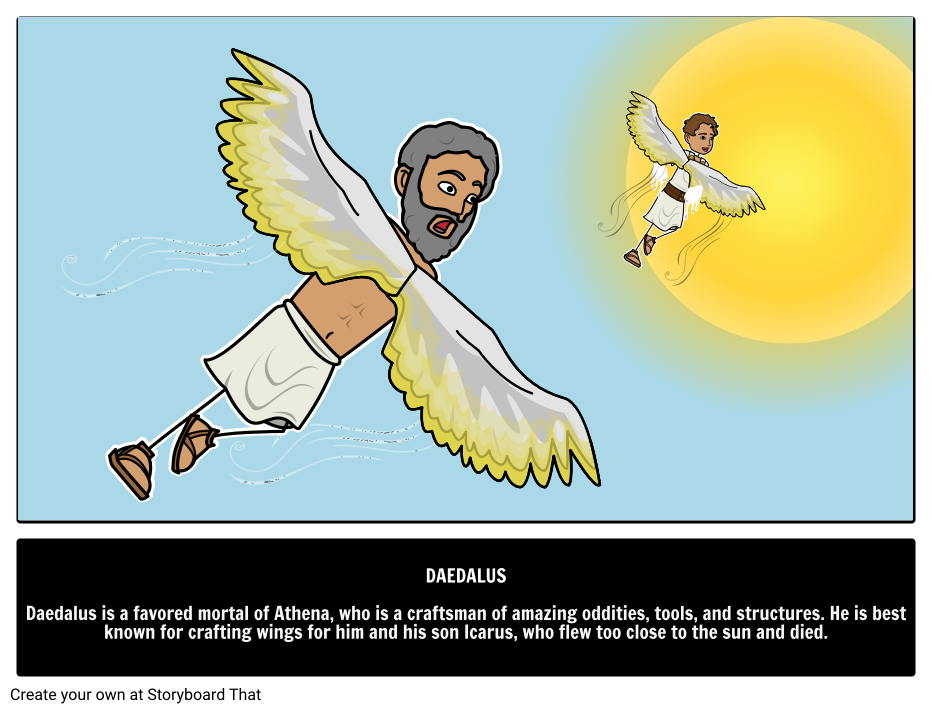 DAEDALUS
Daedalus is a favored mortal of Athena, who is a craftsman of amazing oddities, tools, and structures. He is best
known for crafting wings for him and his son Icarus, who flew too close to the sun and died.
Create your own at Storyboard That